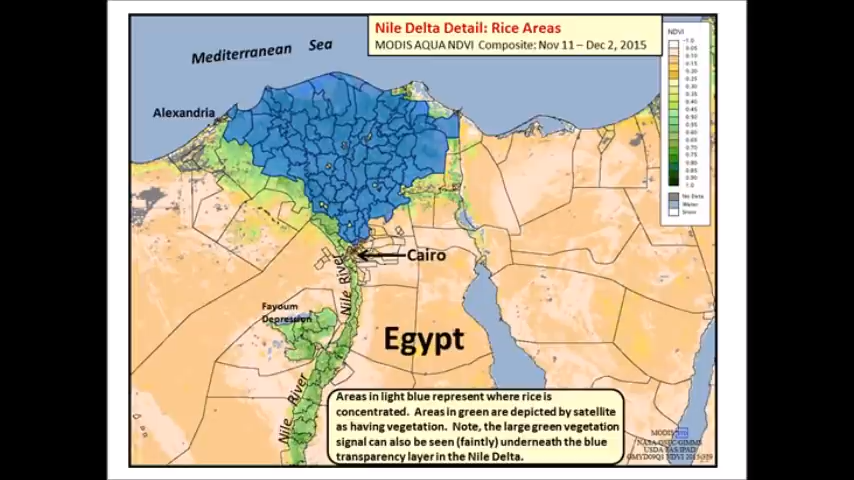 Nile Delta Detail: Rice Areas
MODIS AQUA NDVI Composite: Nov 11 – Dec 2, 2015
Mediterranean Sea
Alexandria
NDVI
No Data
Water
Snow
Cairo
Nile River
Fayoum
Depression
Egypt
Nile River
Areas in light blue represent where rice is
concentrated. Areas in green are depicted by satellite
as having vegetation. Note, the large green vegetation
signal can also be seen (faintly) underneath the blue
transparency layer in the Nile Delta.